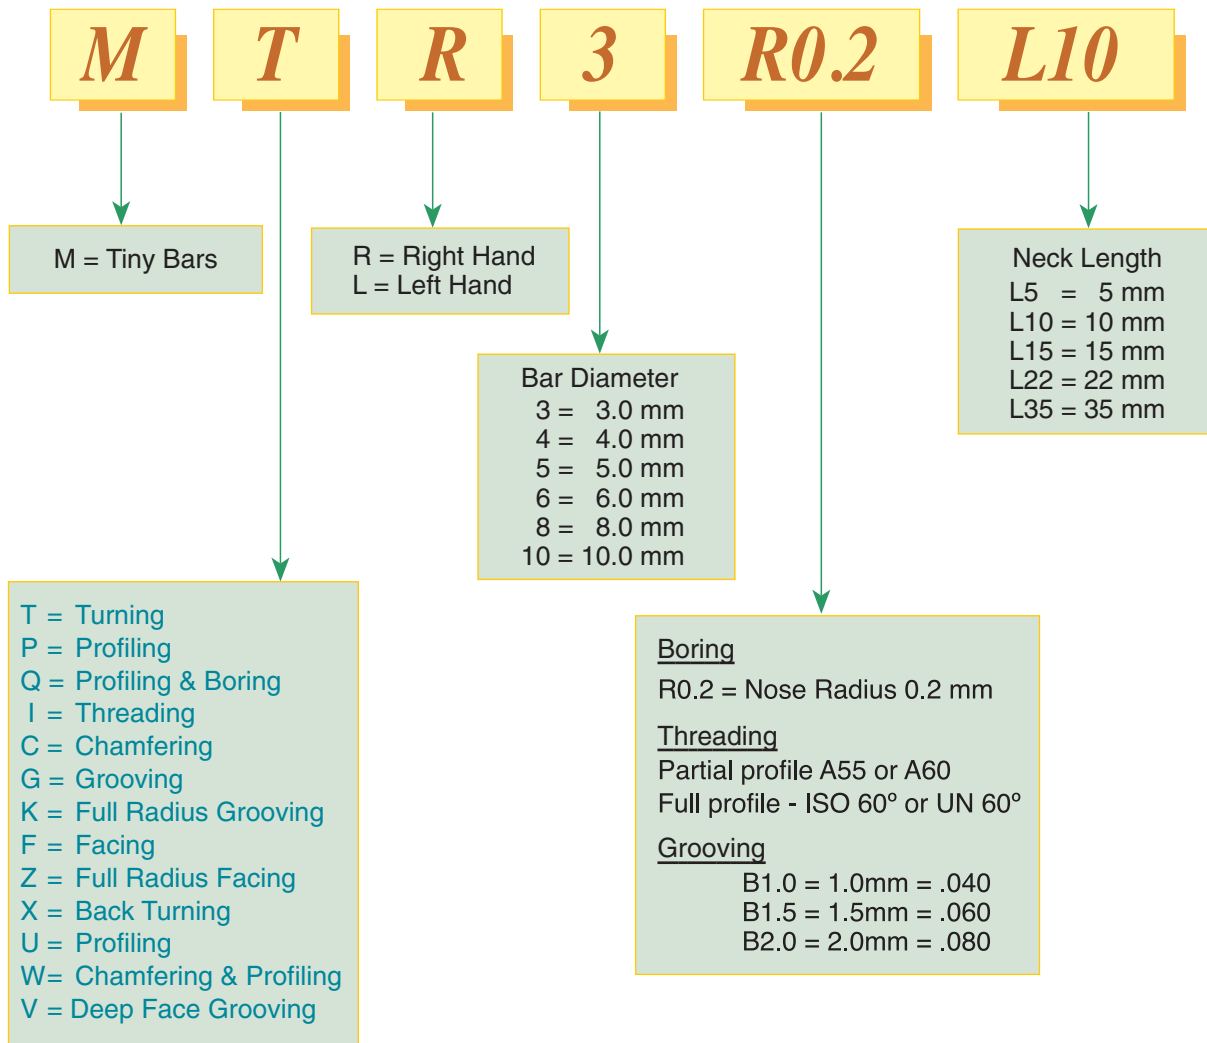 M T R 3 R0.2 L10
M = Tiny Bars
R = Right Hand
L = Left Hand
Neck Length
L5 = 5 mm
L10 = 10 mm
L15 = 15 mm
L22 = 22 mm
L35 = 35 mm
Bar Diameter
3 = 3.0 mm
4 = 4.0 mm
5 = 5.0 mm
6 = 6.0 mm
8 = 8.0 mm
10 = 10.0 mm
T = Turning
P = Profiling
Q = Profiling & Boring
I = Threading
C = Chamfering
G = Grooving
K = Full Radius Grooving
F = Facing
Z = Full Radius Facing
X = Back Turning
U = Profiling
W= Chamfering & Profiling
V = Deep Face Grooving
Boring
R0.2 = Nose Radius 0.2 mm
Threading
Partial profile A55 or A60
Full profile - ISO 60º or UN 60º
Grooving
B1.0 = 1.0mm = .040
B1.5 = 1.5mm = .060
B2.0 = 2.0mm = .080